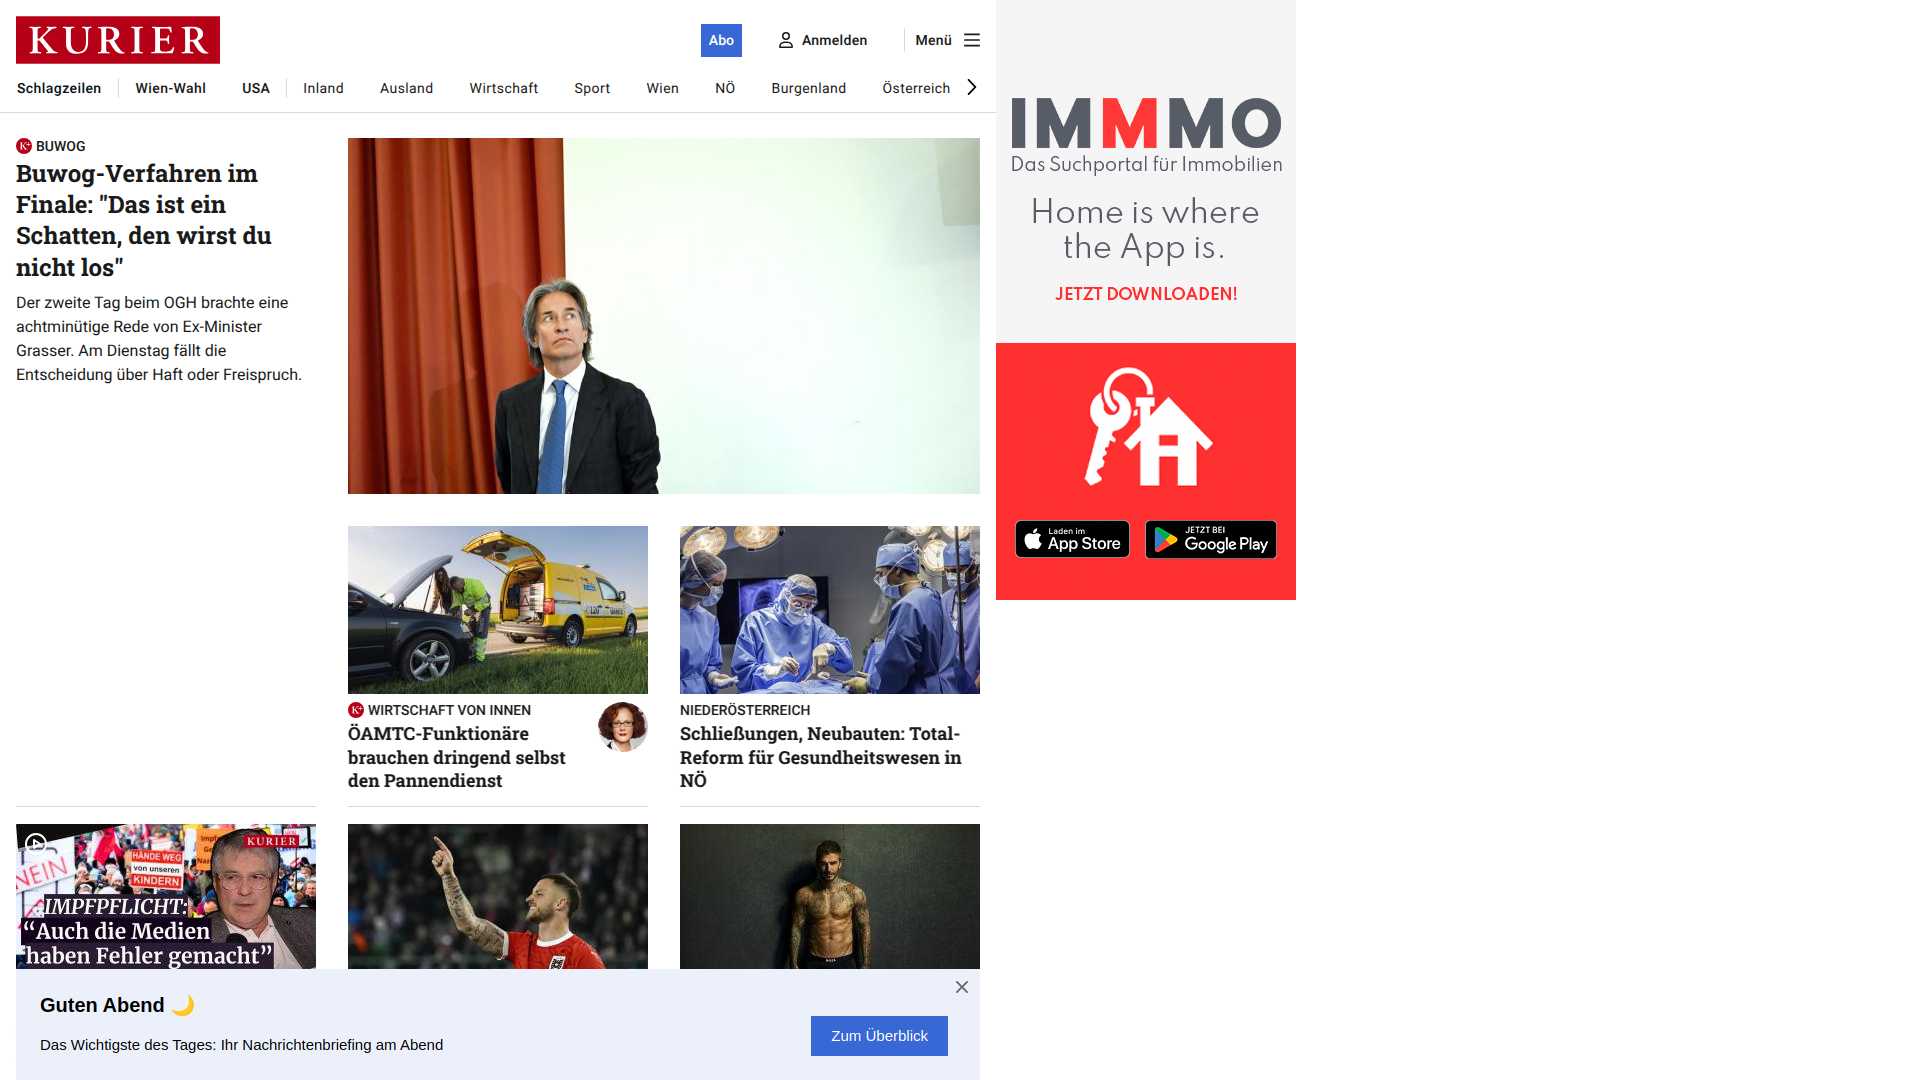 KURIER
Abo
Anmelden
Menü
Schlagzeilen
Wien-Wahl
USA
Inland
Ausland
Wirtschaft
Sport
Wien
NÖ
Burgenland
Österreich
BUWOG
Buwog-Verfahren im
Finale: "Das ist ein
Schatten, den wirst du
nicht los"
Der zweite Tag beim OGH brachte eine
achtminütige Rede von Ex-Minister
Grasser. Am Dienstag fällt die
Entscheidung über Haft oder Freispruch.
IMMMO
Das Suchportal für Immobilien
Home is where
the App is.
JETZT DOWNLOADEN!
Laden im
App Store
JETZT BEI
Google Play
WIRTSCHAFT VON INNEN
ÖAMTC-Funktionäre
brauchen dringend selbst
den Pannendienst
NIEDERÖSTERREICH
Schließungen, Neubauten: Total-
Reform für Gesundheitswesen in
NÖ
KURIER
NEIN
HÄNDE WEG
von unseren
KINDERN
IMPFPFLICHT:
“Auch die Medien
haben Fehler gemacht”
Guten Abend 🌙
Das Wichtigste des Tages: Ihr Nachrichtenbriefing am Abend
Zum Überblick